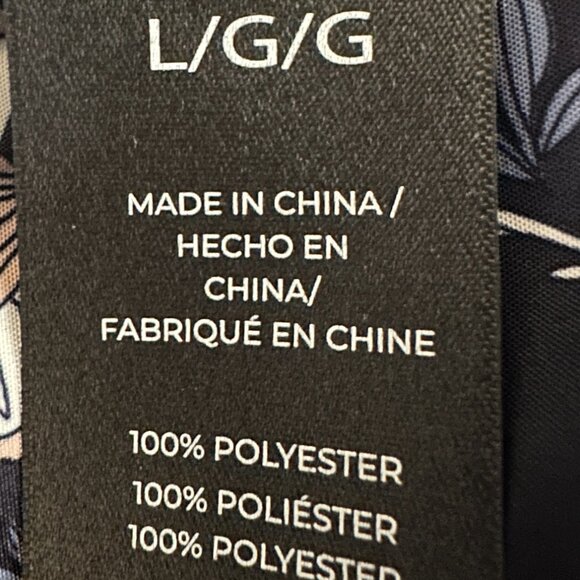 L/G/G
MADE IN CHINA /
HECHO EN
CHINA/
FABRIQUÉ EN CHINE
100% POLYESTER
100% POLIÉSTER
100% POLYESTER